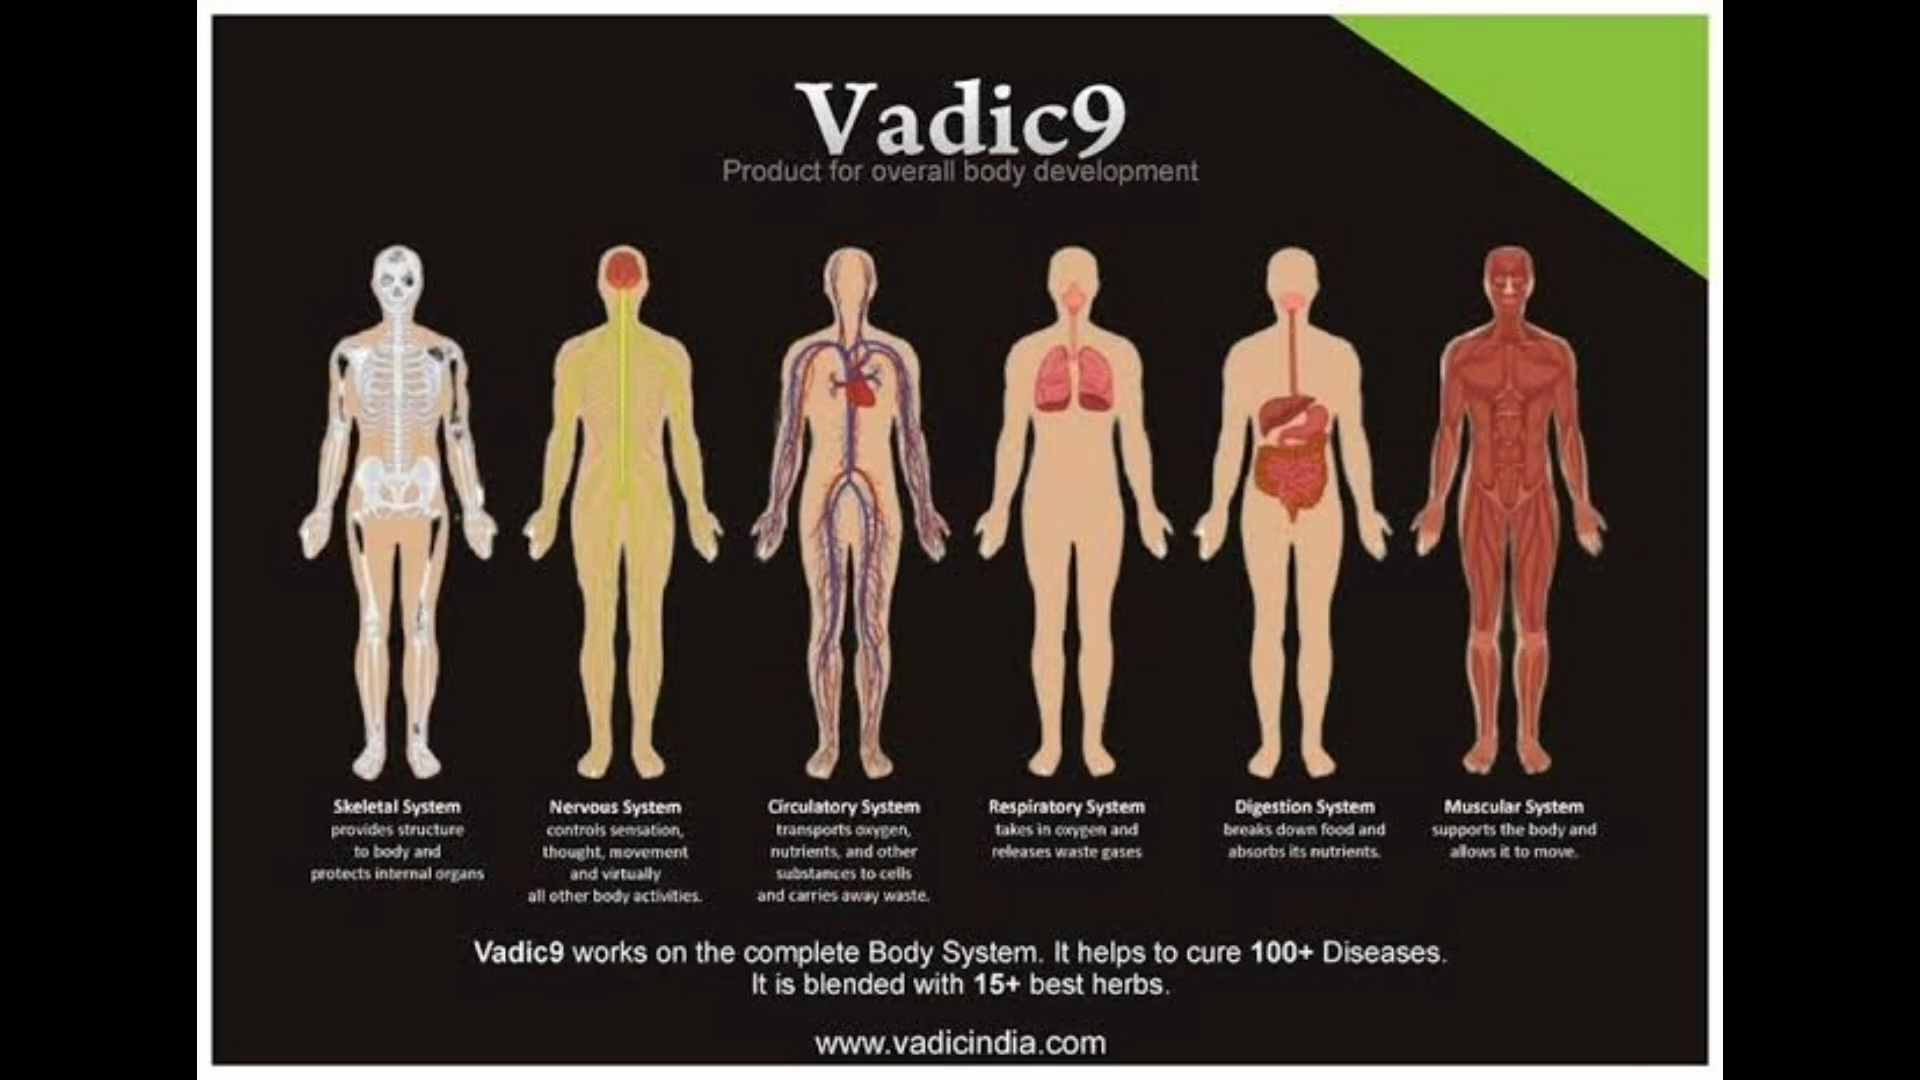 Vadic9
Product for overall body development
Skeletal System
provides structure
to body and
protects internal organs
Nervous System
controls sensation,
thought, movement
and virtually
all other body activities.
Circulatory System
transports oxygen,
nutrients, and other
substances to cells
and carries away waste.
Respiratory System
takes in oxygen and
releases waste gases
Digestion System
breaks down food and
absorbs its nutrients.
Muscular System
supports the body and
allows it to move.
Vadic9 works on the complete Body System. It helps to cure 100+ Diseases.
It is blended with 15+ best herbs.
www.vadicindia.com